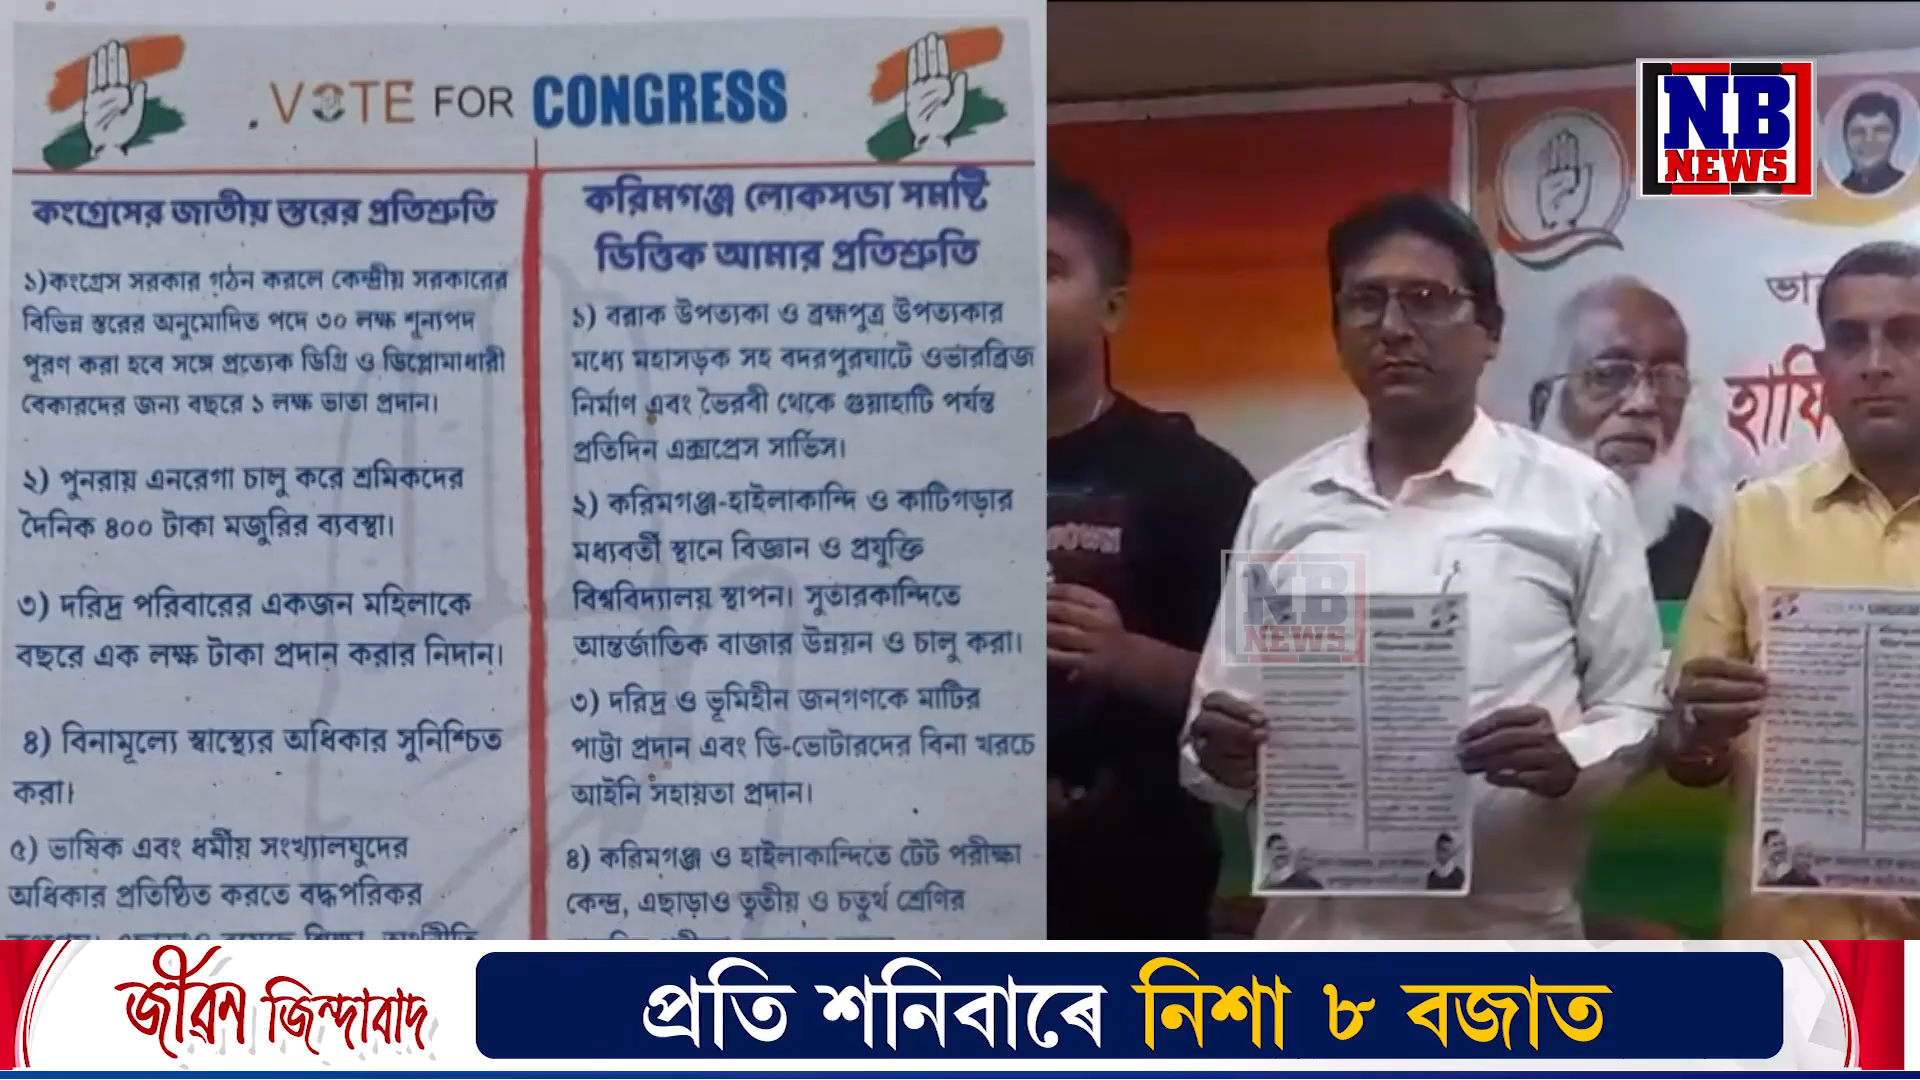 VOTE FOR CONGRESS
কংগ্রেসের জাতীয় স্তরের প্রতিশ্রুতি
১)কংগ্রেস সরকার গঠন করলে কেন্দ্রীয় সরকারের
বিভিন্ন স্তরের অনুমোদিত পদে ৩০ লক্ষ শূন্যপদ
পূরণ করা হবে সঙ্গে প্রত্যেক ডিগ্রি ও ডিপ্লোমাধারী
বেকারদের জন্য বছরে ১ লক্ষ ভাতা প্রদান।
২) পুনরায় এনরেগা চালু করে শ্রমিকদের
দৈনিক ৪০০ টাকা মজুরির ব্যবস্থা।
৩) দরিদ্র পরিবারের একজন মহিলাকে
বছরে এক লক্ষ টাকা প্রদান করার নিদান।
৪) বিনামূল্যে স্বাস্থ্যের অধিকার সুনিশ্চিত
করা।
৫) ভাষিক এবং ধর্মীয় সংখ্যালঘুদের
অধিকার প্রতিষ্ঠিত করতে বদ্ধপরিকর
করিমগঞ্জ লোকসভা সমষ্টি
ভিত্তিক আমার প্রতিশ্রুতি
১) বরাক উপত্যকা ও ব্রহ্মপুত্র উপত্যকার
মধ্যে মহাসড়ক সহ বদরপুরঘাটে ওভারব্রিজ
নির্মাণ এবং ভৈরবী থেকে গুয়াহাটি পর্যন্ত
প্রতিদিন এক্সপ্রেস সার্ভিস।
২) করিমগঞ্জ-হাইলাকান্দি ও কাটিগড়ার
মধ্যবর্তী স্থানে বিজ্ঞান ও প্রযুক্তি
বিশ্ববিদ্যালয় স্থাপন। সুতারকান্দিতে
আন্তর্জাতিক বাজার উন্নয়ন ও চালু করা।
৩) দরিদ্র ও ভূমিহীন জনগণকে মাটির
পাট্টা প্রদান এবং ডি-ভোটারদের বিনা খরচে
আইনি সহায়তা প্রদান।
৪) করিমগঞ্জ ও হাইলাকান্দিতে টেট পরীক্ষা
কেন্দ্র, এছাড়াও তৃতীয় ও চতুর্থ শ্রেণির
NB
NEWS
ভা
হাফি
NB
NEWS
জীৱন জিন্দাবাদ
প্ৰতি শনিবাৰে নিশা ৮ বজাত